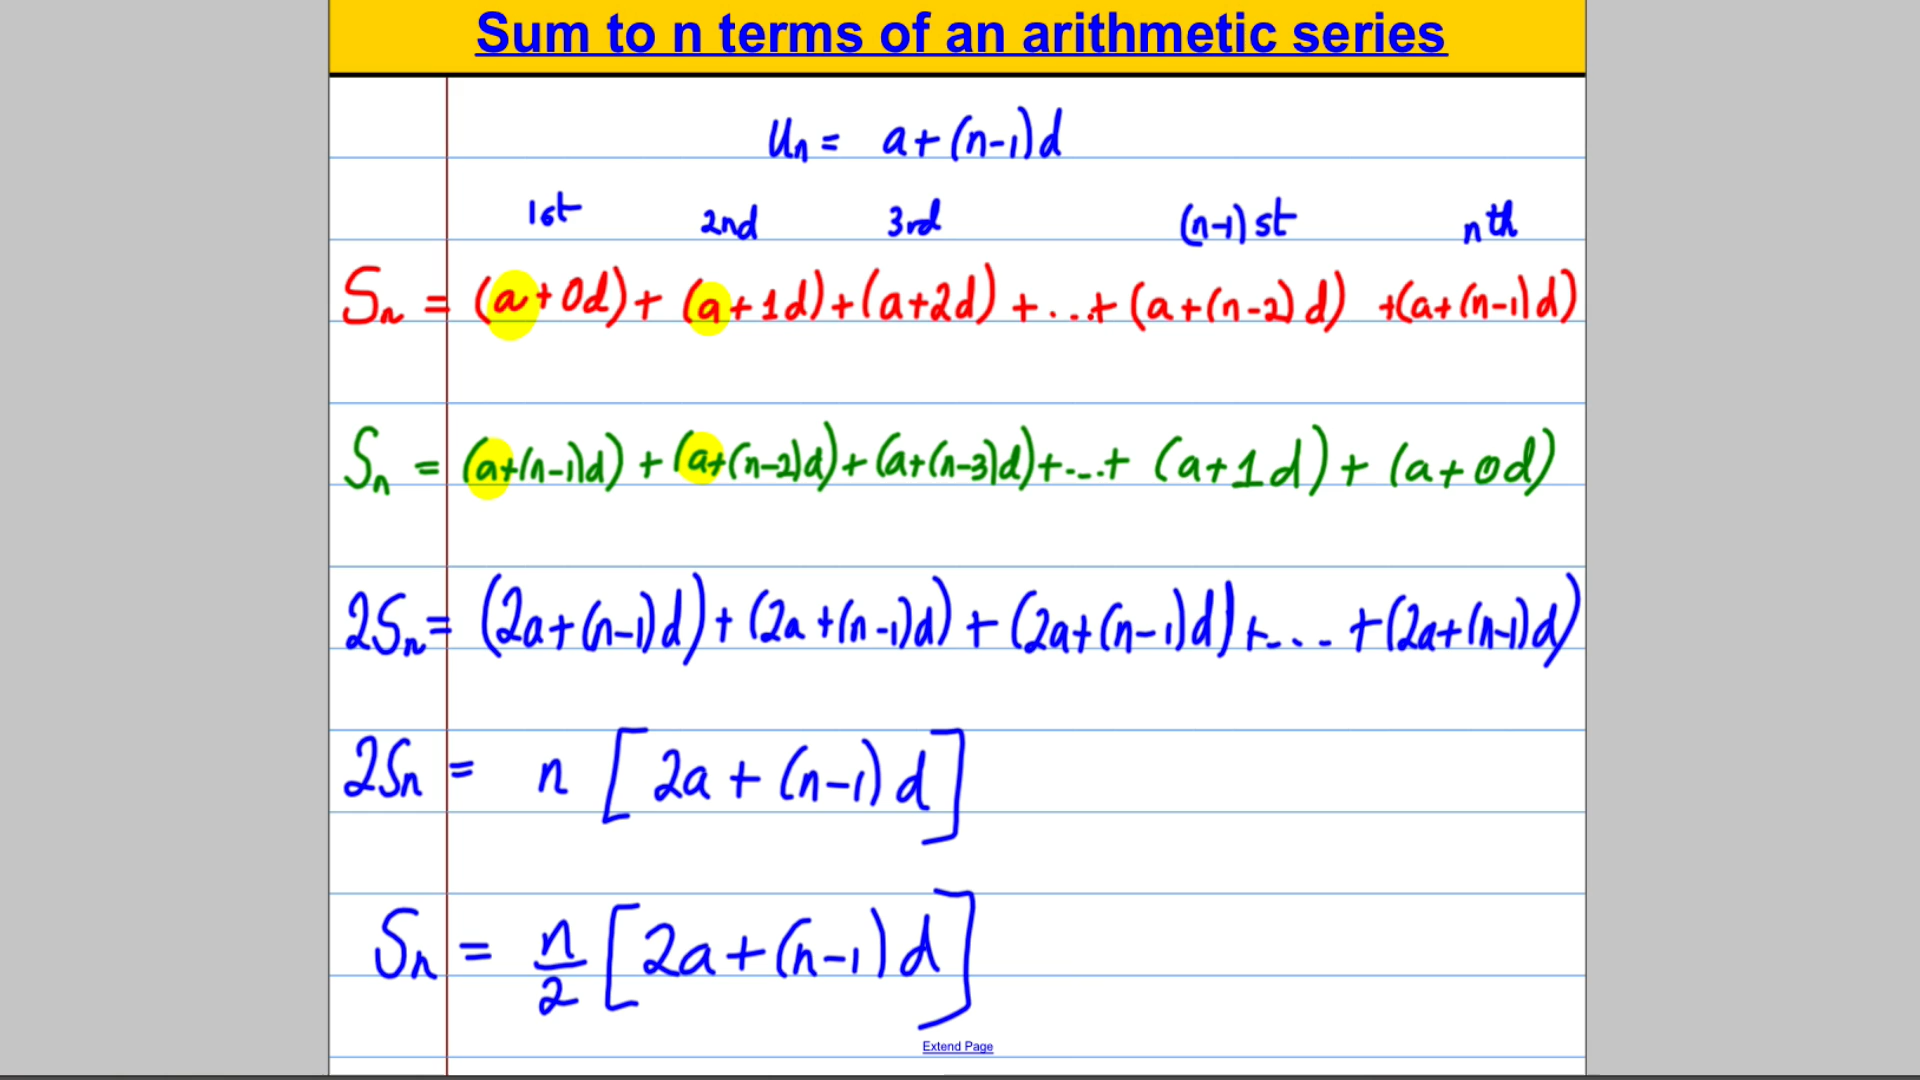 Sum to n terms of an arithmetic series
Un = a+(n-1)d
1st 2nd 3rd (n-1)st nth
Sn = (a+0d)+(a+1d)+(a+2d)+...+(a+(n-2)d)+(a+(n-1)d)
Sn = (a+(n-1)d)+(a+(n-2)d)+(a+(n-3)d)+...+(a+1d)+(a+0d)
2Sn = (2a+(n-1)d)+(2a+(n-1)d)+(2a+(n-1)d)+...+(2a+(n-1)d)
2Sn = n[2a+(n-1)d]
Sn = n/2[2a+(n-1)d]
Extend Page